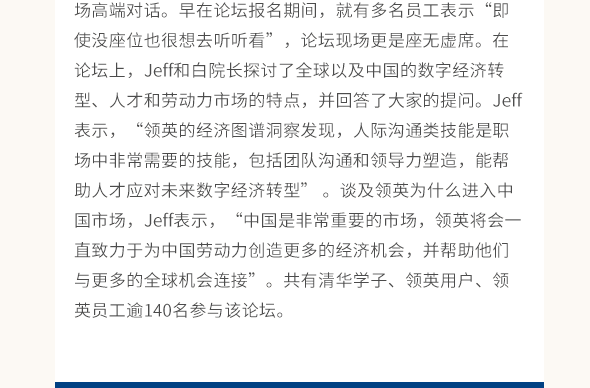 场高端对话。早在论坛报名期间，就有多名员工表示“即
使没座位也很想去听听看”，论坛现场更是座无虚席。在
论坛上，Jeff和白院长探讨了全球以及中国的数字经济转
型、人才和劳动力市场的特点，并回答了大家的提问。Jeff
表示，“领英的经济图谱洞察发现，人际沟通类技能是职
场中非常需要的技能，包括团队沟通和领导力塑造，能帮
助人才应对未来数字经济转型” 。谈及领英为什么进入中
国市场，Jeff表示，“中国是非常重要的市场，领英将会一
直致力于为中国劳动力创造更多的经济机会，并帮助他们
与更多的全球机会连接”。共有清华学子、领英用户、领
英员工逾140名参与该论坛。